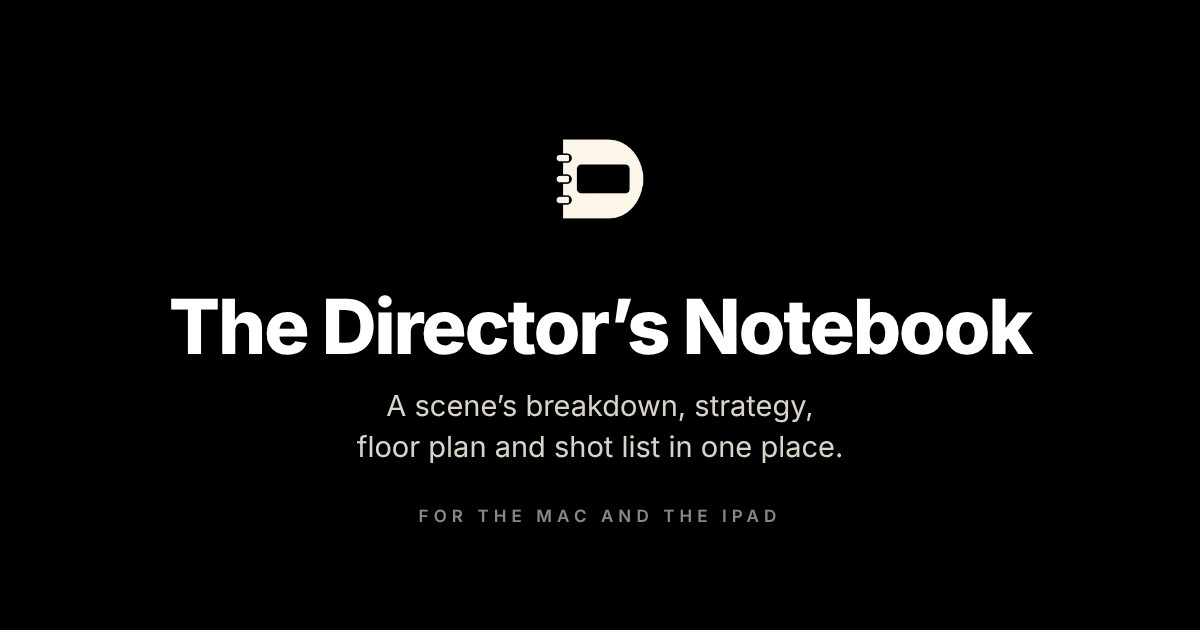 The Director’s Notebook
A scene’s breakdown, strategy,
floor plan and shot list in one place.
FOR THE MAC AND THE IPAD